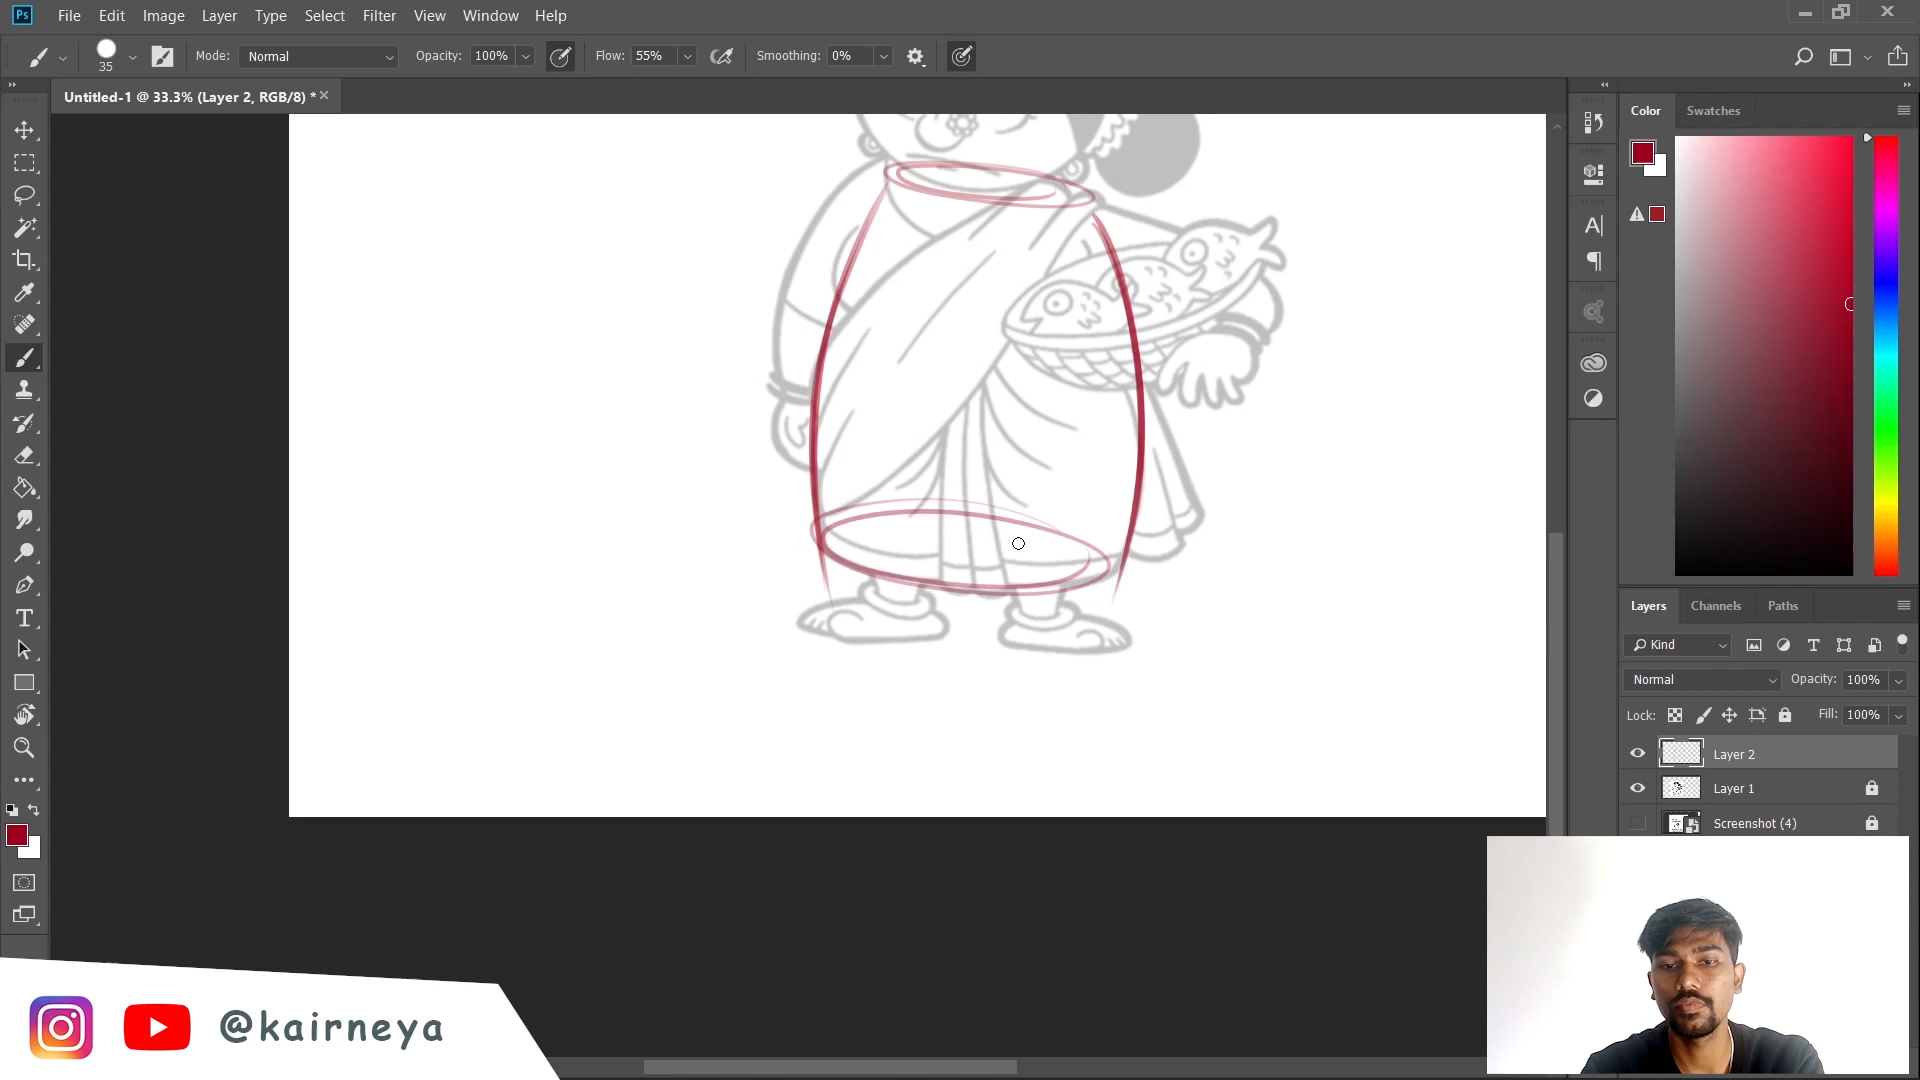 Ps File Edit Image Layer Type Select Filter View Window Help
35 Mode: Normal Opacity: 100% Flow: 55% Smoothing: 0%
Untitled-1 @ 33.3% (Layer 2, RGB/8) *
Color Swatches
Layers Channels Paths
Kind
Normal Opacity: 100%
Lock: Fill: 100%
Layer 2
Layer 1
Screenshot (4)
@kairneya